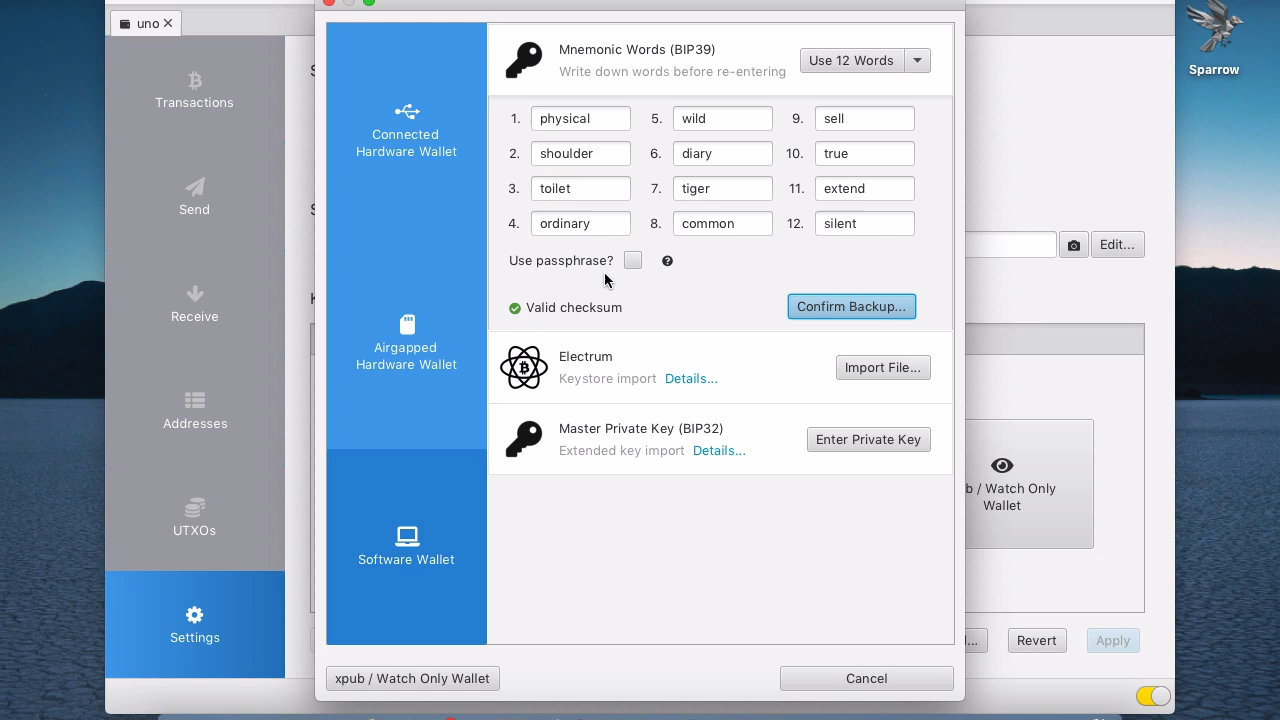 uno
Sparrow
Transactions
Send
Receive
Addresses
UTXOs
Settings
Connected
Hardware Wallet
Airgapped
Hardware Wallet
Software Wallet
Mnemonic Words (BIP39)
Write down words before re-entering
Use 12 Words
1. physical 5. wild 9. sell
2. shoulder 6. diary 10. true
3. toilet 7. tiger 11. extend
4. ordinary 8. common 12. silent
Use passphrase?
Valid checksum
Confirm Backup...
Electrum
Keystore import Details...
Import File...
Master Private Key (BIP32)
Extended key import Details...
Enter Private Key
xpub / Watch Only Wallet
Cancel
Edit...
b / Watch Only
Wallet
Revert
Apply